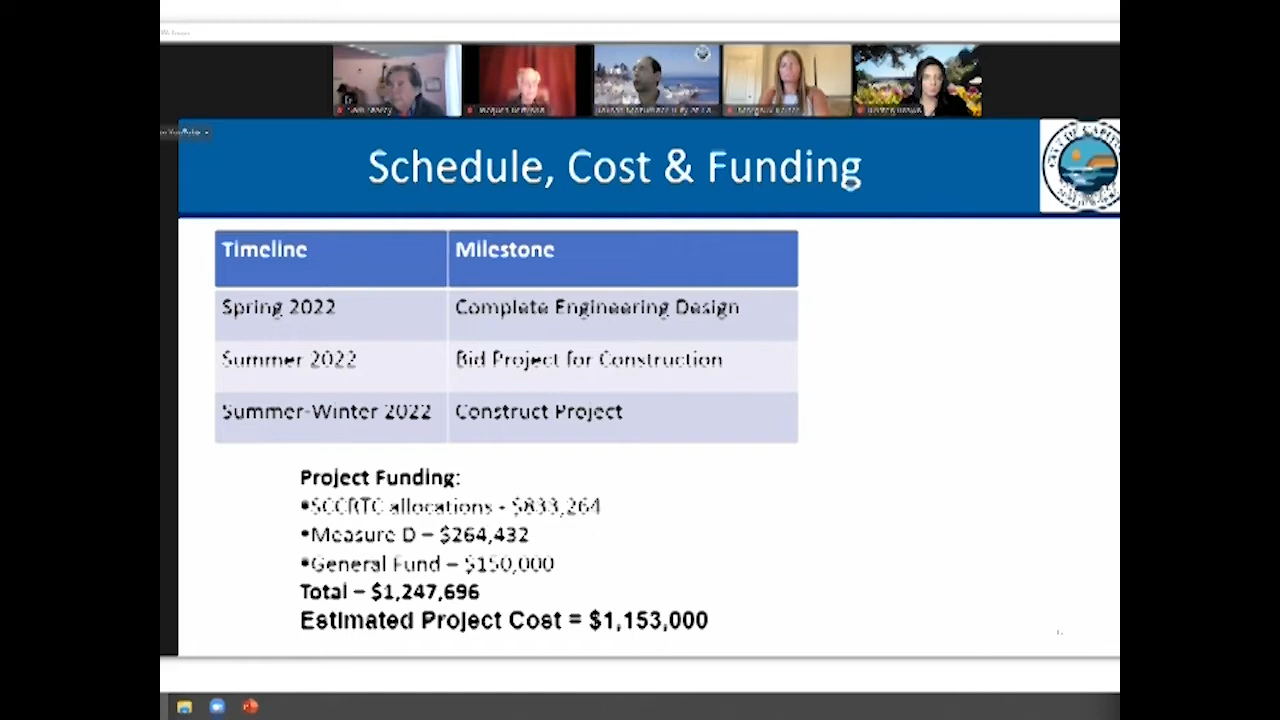 Schedule, Cost & Funding
Timeline Milestone
Spring 2022 Complete Engineering Design
Summer 2022 Bid Project for Construction
Summer-Winter 2022 Construct Project
Project Funding:
•SCCRTC allocations - $833,264
•Measure D – $264,432
•General Fund – $150,000
Total – $1,247,696
Estimated Project Cost = $1,153,000